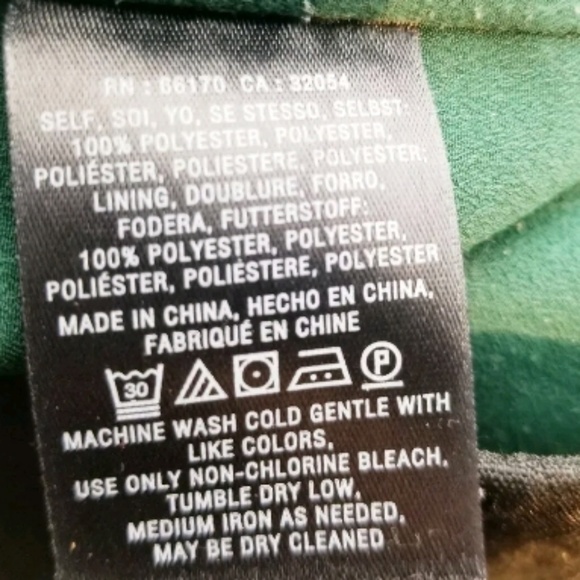 RN : 66170 CA : 32054
SELF, SOI, YO, SE STESSO, SELBST:
100% POLYESTER, POLYESTER,
POLIÉSTER, POLIESTERE, POLYESTER;
LINING, DOUBLURE, FORRO,
FODERA, FUTTERSTOFF:
100% POLYESTER, POLYESTER,
POLIÉSTER, POLIÉSTERE, POLYESTER
MADE IN CHINA, HECHO EN CHINA,
FABRIQUÉ EN CHINE
30 P
MACHINE WASH COLD GENTLE WITH
LIKE COLORS,
USE ONLY NON-CHLORINE BLEACH.
TUMBLE DRY LOW.
MEDIUM IRON AS NEEDED.
MAY BE DRY CLEANED